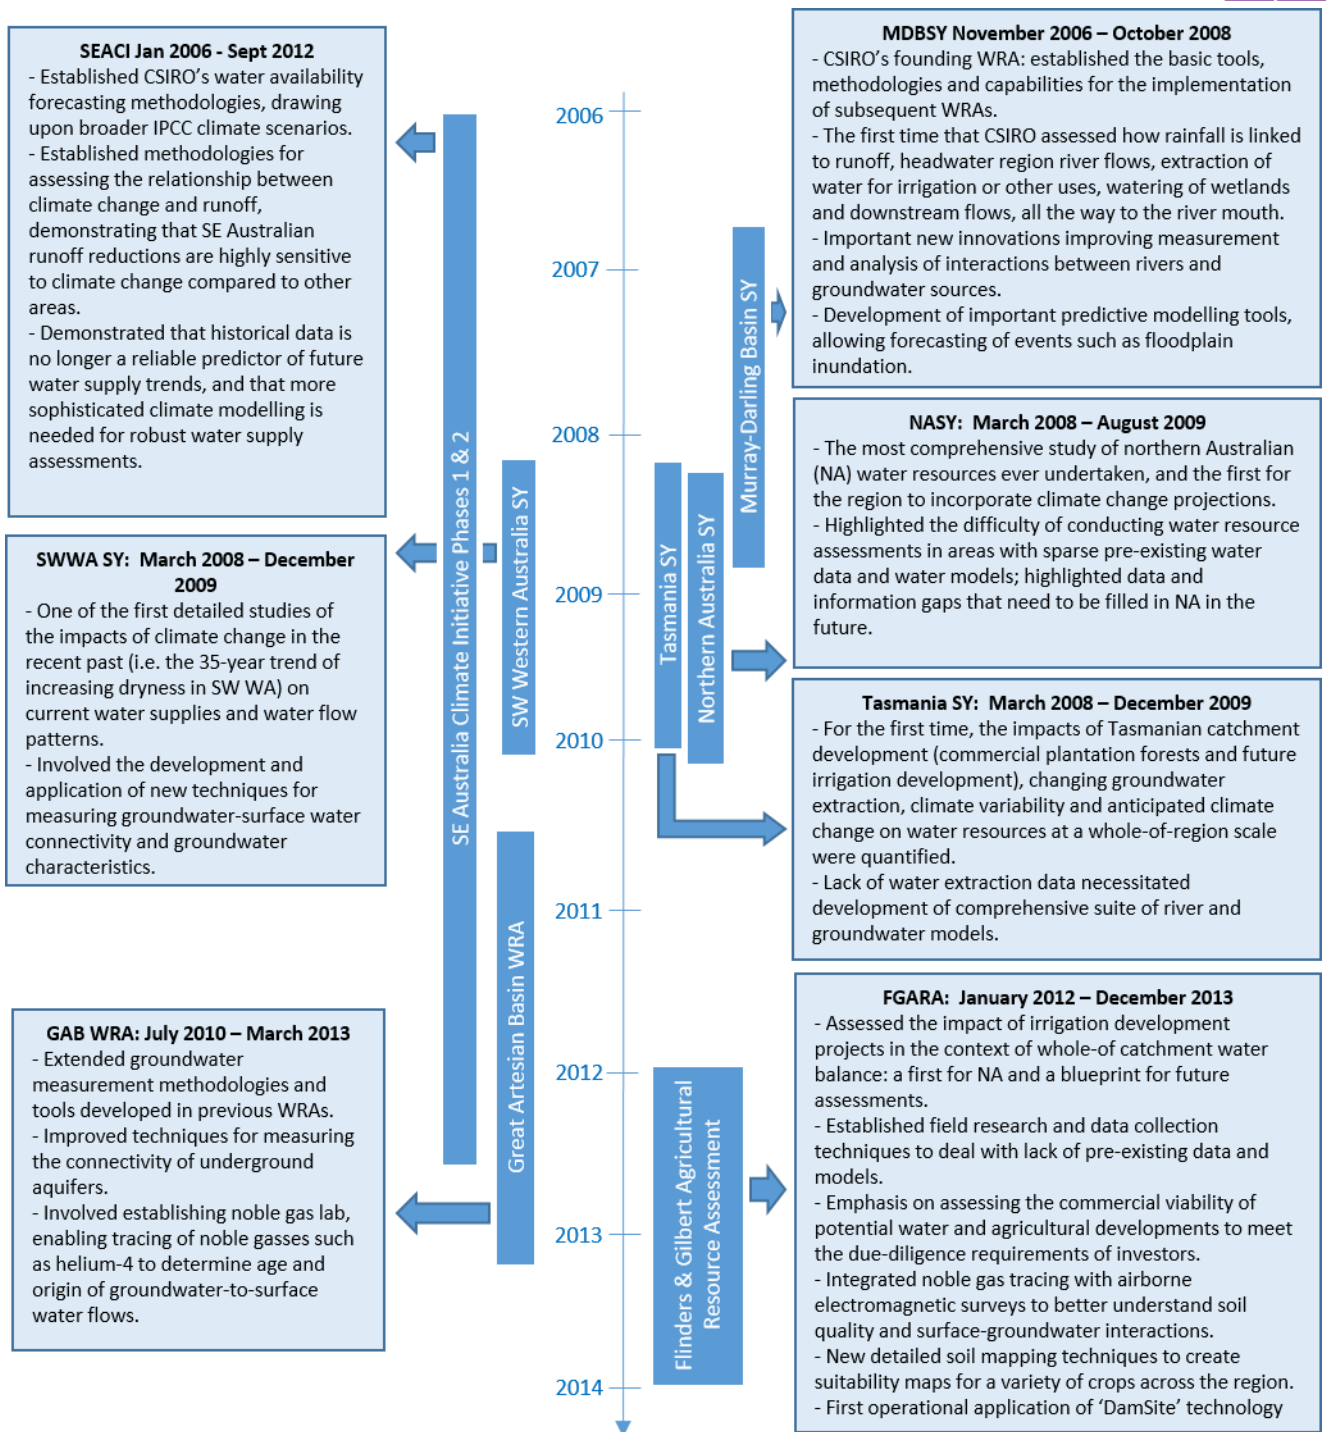 SEACI Jan 2006 - Sept 2012
- Established CSIRO's water availability
forecasting methodologies, drawing
upon broader IPCC climate scenarios.
- Established methodologies for
assessing the relationship between
climate change and runoff,
demonstrating that SE Australian
runoff reductions are highly sensitive
to climate change compared to other
areas.
- Demonstrated that historical data is
no longer a reliable predictor of future
water supply trends, and that more
sophisticated climate modelling is
needed for robust water supply
assessments.
SWWA SY: March 2008 – December
2009
- One of the first detailed studies of
the impacts of climate change in the
recent past (i.e. the 35-year trend of
increasing dryness in SW WA) on
current water supplies and water flow
patterns.
- Involved the development and
application of new techniques for
measuring groundwater-surface water
connectivity and groundwater
characteristics.
GAB WRA: July 2010 – March 2013
- Extended groundwater
measurement methodologies and
tools developed in previous WRAs.
- Improved techniques for measuring
the connectivity of underground
aquifers.
- Involved establishing noble gas lab,
enabling tracing of noble gasses such
as helium-4 to determine age and
origin of groundwater-to-surface
water flows.
SE Australia Climate Initiative Phases 1 & 2
SW Western Australia SY
Great Artesian Basin WRA
2006
2007
2008
2009
2010
2011
2012
2013
2014
Tasmania SY
Northern Australia SY
Murray-Darling Basin SY
Flinders & Gilbert Agricultural
Resource Assessment
MDBSY November 2006 – October 2008
- CSIRO's founding WRA: established the basic tools,
methodologies and capabilities for the implementation
of subsequent WRAs.
- The first time that CSIRO assessed how rainfall is linked
to runoff, headwater region river flows, extraction of
water for irrigation or other uses, watering of wetlands
and downstream flows, all the way to the river mouth.
- Important new innovations improving measurement
and analysis of interactions between rivers and
groundwater sources.
- Development of important predictive modelling tools,
allowing forecasting of events such as floodplain
inundation.
NASY: March 2008 – August 2009
- The most comprehensive study of northern Australian
(NA) water resources ever undertaken, and the first for
the region to incorporate climate change projections.
- Highlighted the difficulty of conducting water resource
assessments in areas with sparse pre-existing water
data and water models; highlighted data and
information gaps that need to be filled in NA in the
future.
Tasmania SY: March 2008 – December 2009
- For the first time, the impacts of Tasmanian catchment
development (commercial plantation forests and future
irrigation development), changing groundwater
extraction, climate variability and anticipated climate
change on water resources at a whole-of-region scale
were quantified.
- Lack of water extraction data necessitated
development of comprehensive suite of river and
groundwater models.
FGARA: January 2012 – December 2013
- Assessed the impact of irrigation development
projects in the context of whole-of catchment water
balance: a first for NA and a blueprint for future
assessments.
- Established field research and data collection
techniques to deal with lack of pre-existing data and
models.
- Emphasis on assessing the commercial viability of
potential water and agricultural developments to meet
the due-diligence requirements of investors.
- Integrated noble gas tracing with airborne
electromagnetic surveys to better understand soil
quality and surface-groundwater interactions.
- New detailed soil mapping techniques to create
suitability maps for a variety of crops across the region.
- First operational application of 'DamSite' technology